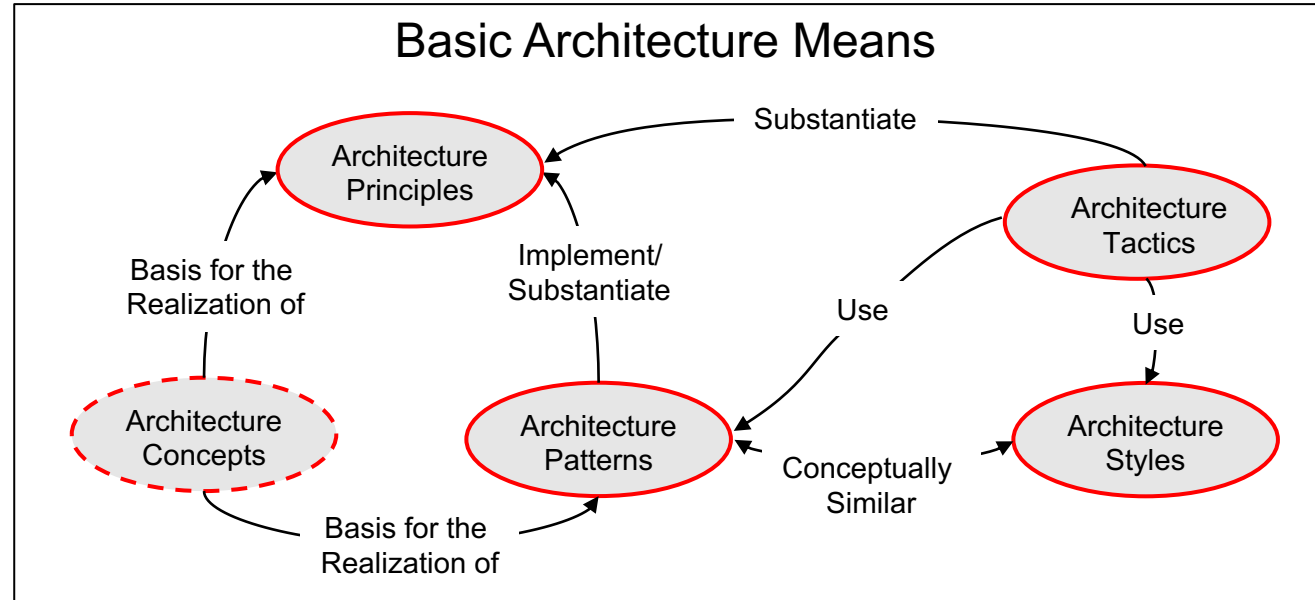 Basic Architecture Means
Substantiate
Architecture
Principles
Architecture
Tactics
Basis for the
Realization of
Implement/
Substantiate
Use
Use
Architecture
Concepts
Architecture
Patterns
Conceptually
Similar
Architecture
Styles
Basis for the
Realization of